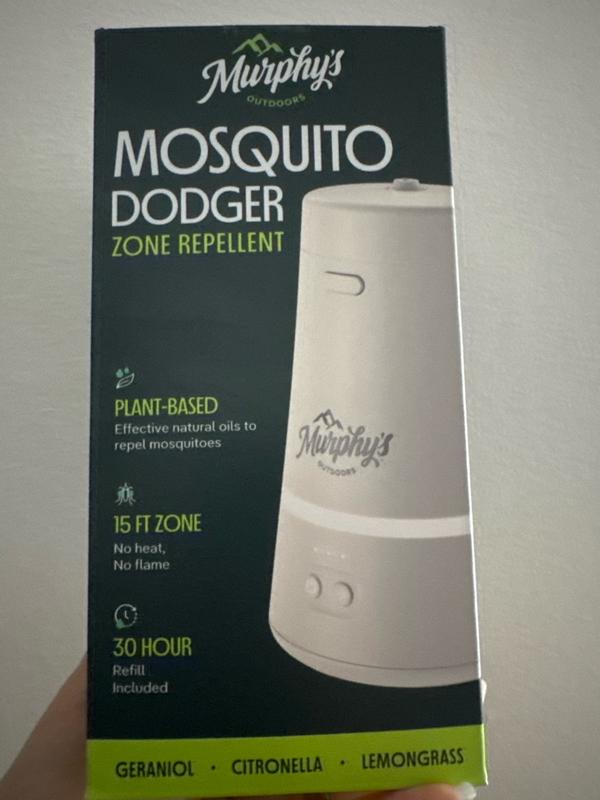 Murphy's
OUTDOORS
MOSQUITO
DODGER
ZONE REPELLENT
PLANT-BASED
Effective natural oils to
repel mosquitoes
Murphy's
OUTDOORS
15 FT ZONE
No heat,
No flame
30 HOUR
Refill
Included
GERANIOL · CITRONELLA · LEMONGRASS